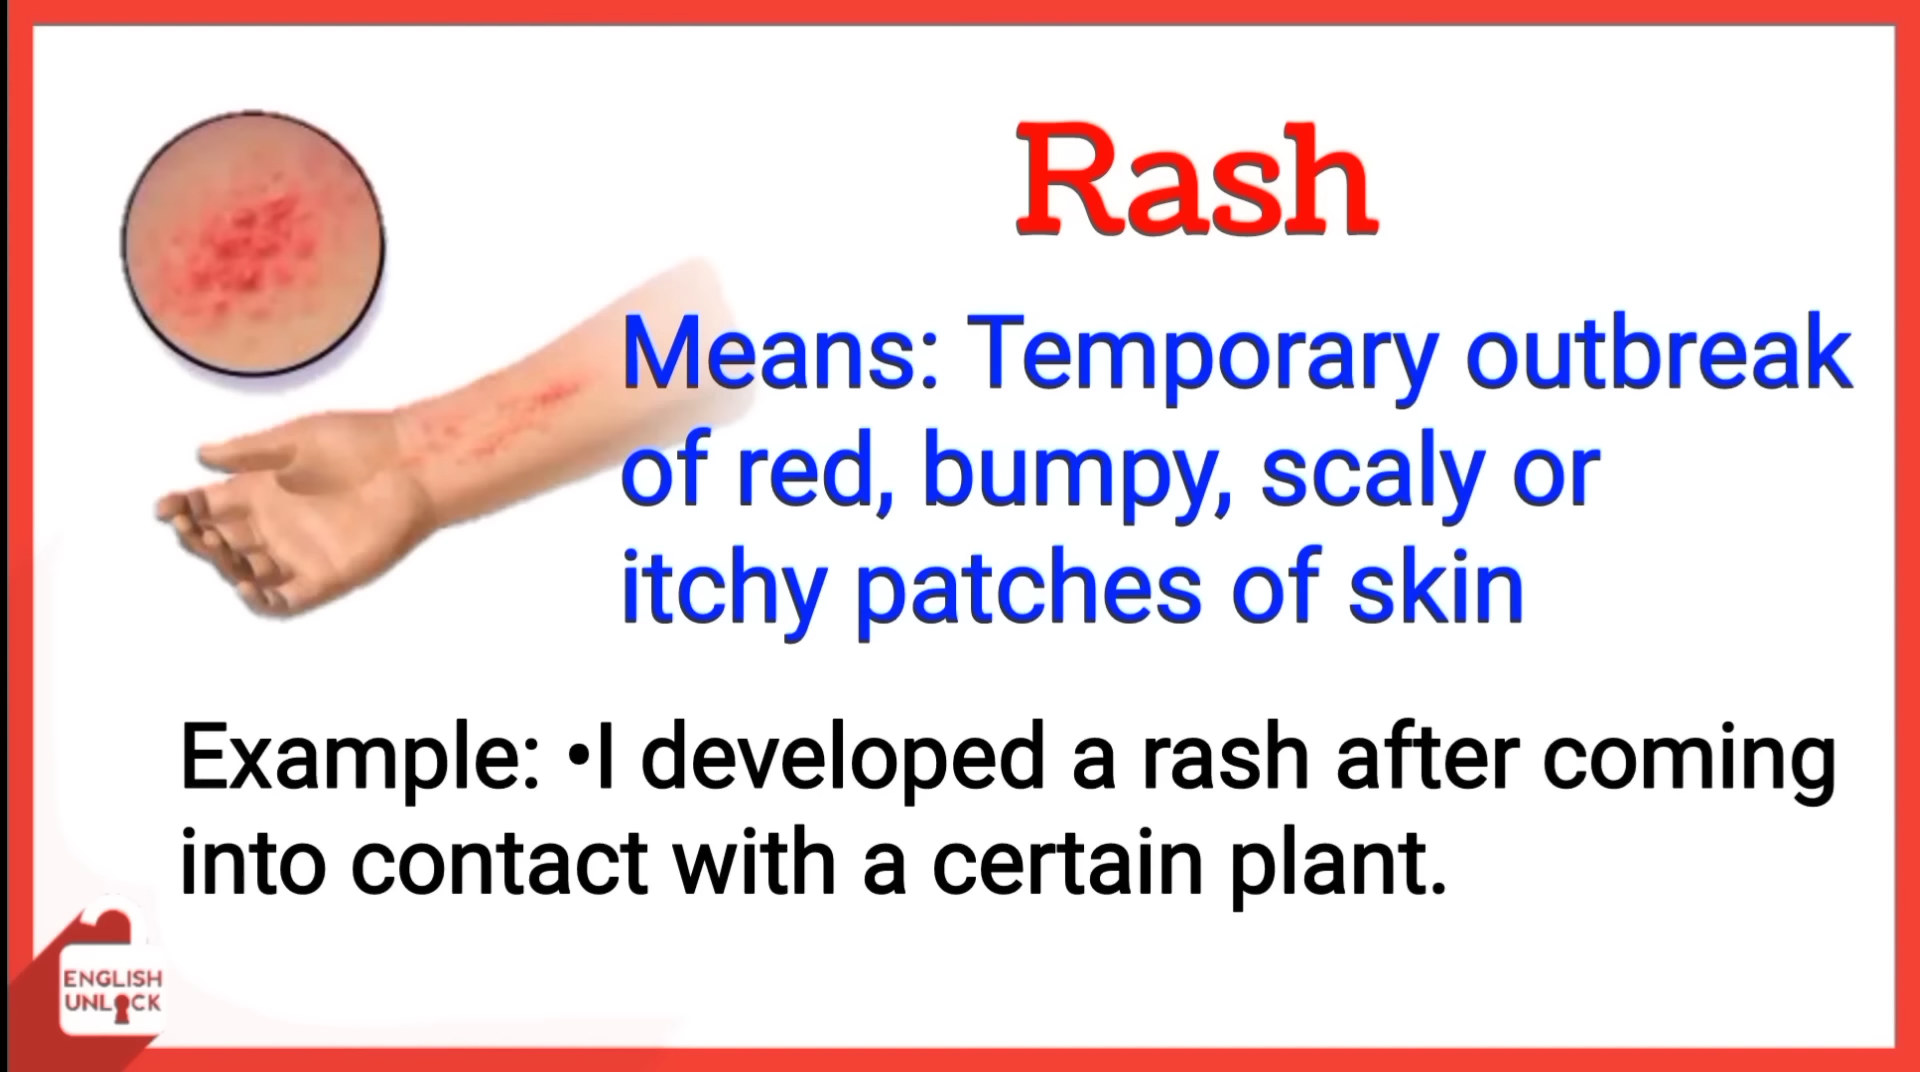 Rash
Means: Temporary outbreak
of red, bumpy, scaly or
itchy patches of skin
Example: •I developed a rash after coming
into contact with a certain plant.
ENGLISH
UNLOCK